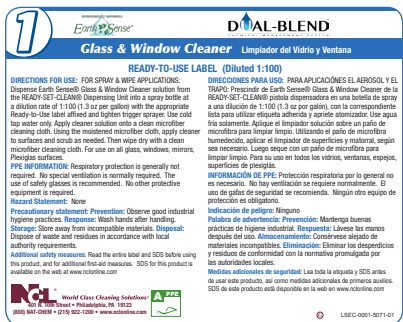 1
Earth Sense®
DUAL-BLEND
Glass & Window Cleaner Limpiador del Vidrio y Ventana
READY-TO-USE LABEL (Diluted 1:100)
DIRECTIONS FOR USE: FOR SPRAY & WIPE APPLICATIONS:
Dispense Earth Sense® Glass & Window Cleaner solution from
the READY-SET-CLEAN® Dispensing Unit into a spray bottle at
a dilution rate of 1:100 (1.3 oz per gallon) with the appropriate
Ready-to-Use label affixed and tighten trigger sprayer. Use cold
tap water only. Apply cleaner solution onto a clean microfiber
cleaning cloth. Using the moistened microfiber cloth, apply cleaner
to surfaces and scrub as needed. Then wipe dry with a clean
microfiber cleaning cloth. For use on all glass, windows, mirrors,
Plexiglas surfaces.
PPE INFORMATION: Respiratory protection is generally not
required. No special ventilation is normally required. The
use of safety glasses is recommended. No other protective
equipment is required.
Hazard Statement: None
Precautionary statement: Prevention: Observe good industrial
hygiene practices. Response: Wash hands after handling.
Storage: Store away from incompatible materials. Disposal:
Dispose of waste and residues in accordance with local
authority requirements.
Additional safety measures: Read the entire label and SDS before using
this product, and for additional first-aid measures. SDS for this product is
available on the web at www.nclonline.com
DIRECCIONES PARA USO: PARA APLICACIÓNES EL AEROSOL Y EL
TRAPO: Prescindir de Earth Sense® Glass & Window Cleaner de la
READY-SET-CLEAN® pistola dispensadora en una botella de spray
a una dilución de 1:100 (1.3 oz por galón), con la correspondiente
lista para utilizar etiqueta adherida y apriete atomizador. Use agua
fría solamente. Aplique el limpiador solución sobre un paño de
microfibra para limpiar limpio. Utilizando el paño de microfibra
humedecido, aplicar el limpiador de superficies y matorral, según
sea necesario. Luego seque con un paño de microfibra para
limpiar limpio. Para su uso en todos los vidrios, ventanas, espejos,
superficies de plexiglás.
INFORMACIÓN DE PPE: Protección respiratoria por lo general no
es necesario. No hay ventilación se requiere normalmente. El
uso de gafas de seguridad se recomienda. Ningún otro equipo de
protección es obligatorio.
Indicación de peligro: Ninguno
Palabra de advertencia: Prevención: Mantenga buenas
prácticas de higiene industrial. Respuesta: Lávese las manos
después del uso. Almacenamiento: Consérvese alejado de
materiales incompatibles. Eliminación: Eliminar los desperdicios
y residuos de conformidad con la normativa promulgada por
las autoridades locales.
Medidas adicionales de seguridad: Lea toda la etiqueta y SDS antes
de usar este producto, así como medidas adicionales de primeros auxilios.
SDS de este producto está disponible en la web en www.nclonline.com
NCL® World Class Cleaning Solutions™
401 N. 10th Street • Philadelphia, PA 19123
(800) NAT-CHEM • (215) 922-1200 • www.nclonline.com
A PPE
LSEC-0001-5071-01